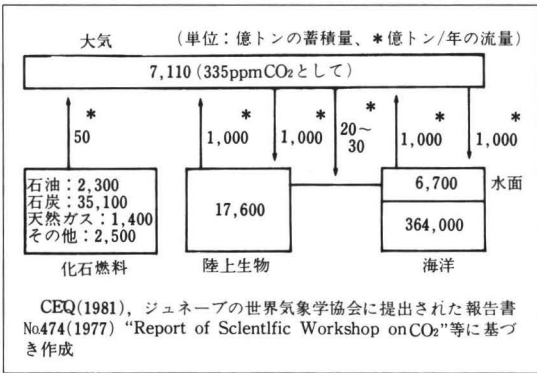 大気 (単位：億トンの蓄積量、＊億トン/年の流量)
7,110 (335ppmCO₂として)
＊ 50
＊ 1,000
＊ 1,000
＊ 20〜30
＊ 1,000
＊ 1,000
石油：2,300
石炭：35,100
天然ガス：1,400
その他：2,500
17,600
6,700 水面
364,000
化石燃料 陸上生物 海洋
CEQ(1981)，ジュネーブの世界気象学協会に提出された報告書
No.474(1977) “Report of Scientlfic Workshop onCO₂”等に基づ
き作成